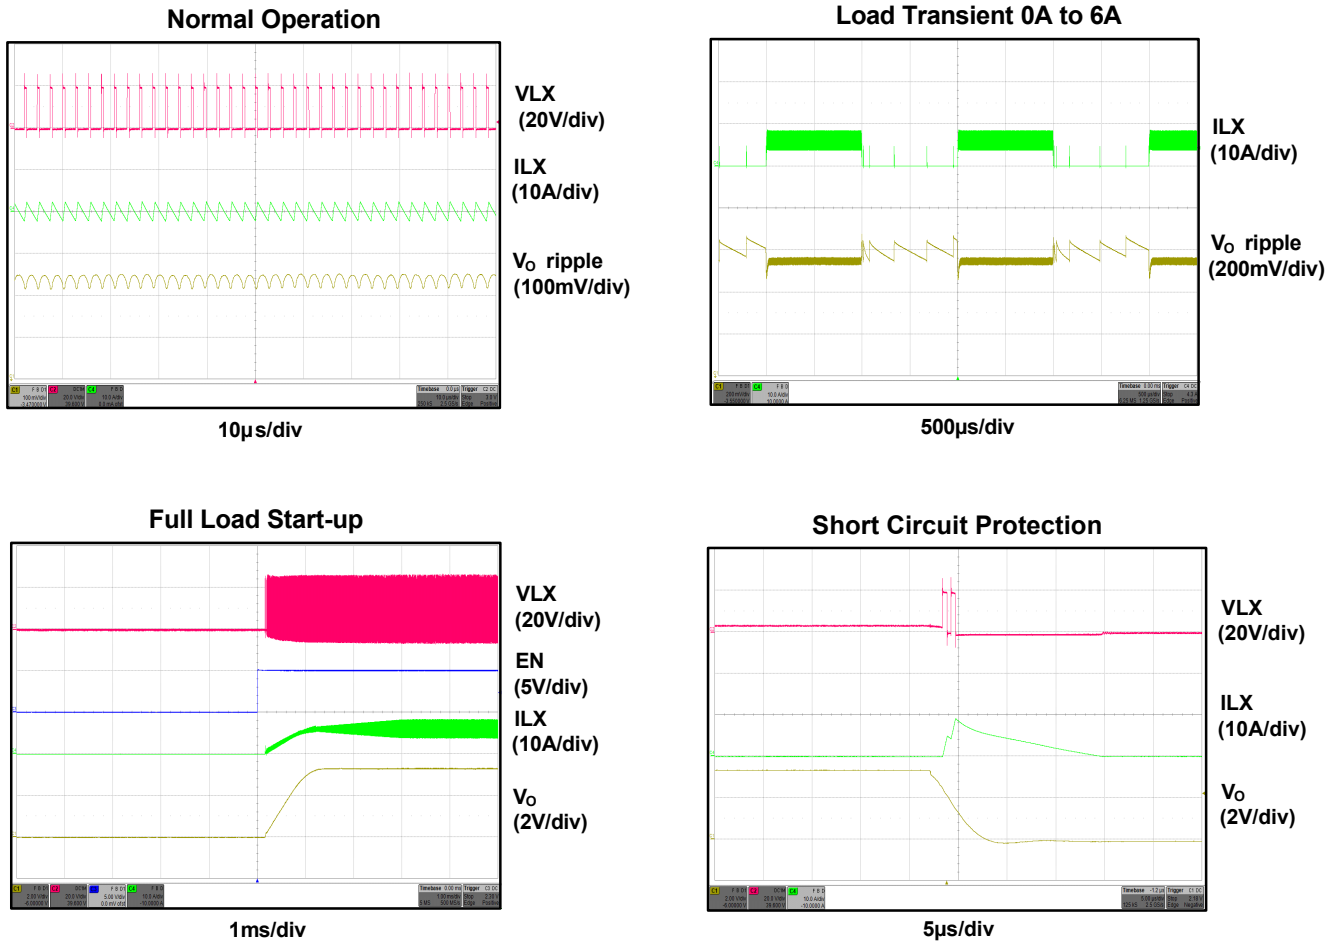 Normal Operation
VLX
(20V/div)
ILX
(10A/div)
VO ripple
(100mV/div)
10µs/div
Load Transient 0A to 6A
ILX
(10A/div)
VO ripple
(200mV/div)
500µs/div
Full Load Start-up
VLX
(20V/div)
EN
(5V/div)
ILX
(10A/div)
VO
(2V/div)
1ms/div
Short Circuit Protection
VLX
(20V/div)
ILX
(10A/div)
VO
(2V/div)
5µs/div